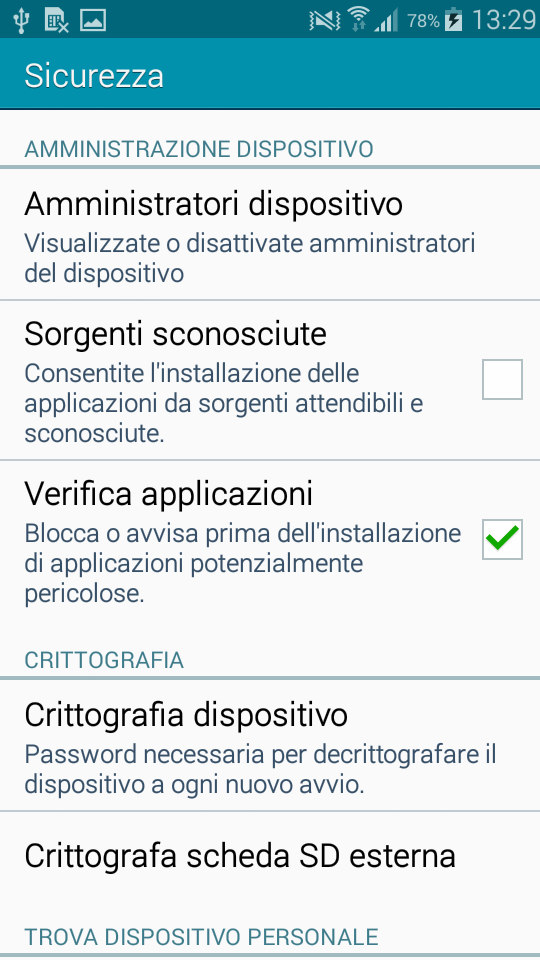 78% 13:29
Sicurezza
AMMINISTRAZIONE DISPOSITIVO
Amministratori dispositivo
Visualizzate o disattivate amministratori
del dispositivo
Sorgenti sconosciute
Consentite l'installazione delle
applicazioni da sorgenti attendibili e
sconosciute.
Verifica applicazioni
Blocca o avvisa prima dell'installazione
di applicazioni potenzialmente
pericolose.
CRITTOGRAFIA
Crittografia dispositivo
Password necessaria per decrittografare il
dispositivo a ogni nuovo avvio.
Crittografa scheda SD esterna
TROVA DISPOSITIVO PERSONALE